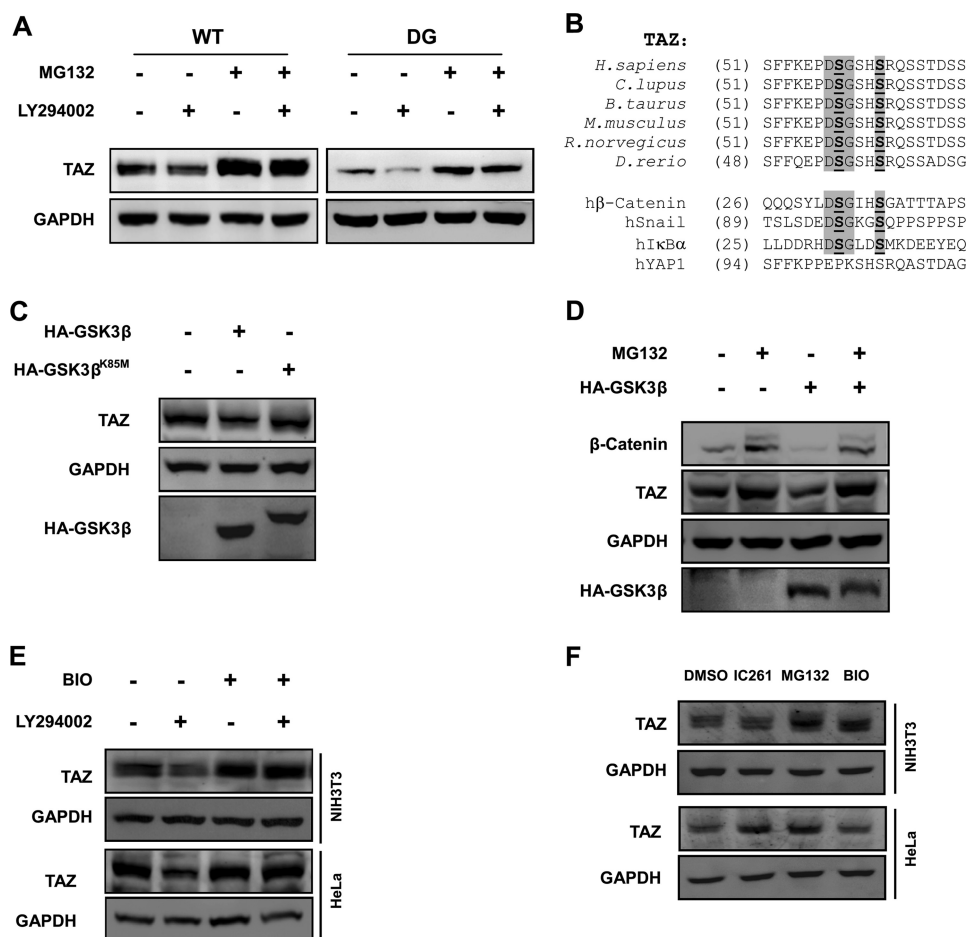 A
WT DG
MG132 - - + + - - + +
LY294002 - + - + - + - +
TAZ
GAPDH
B
TAZ:
H.sapiens (51) SFFKEPDSGSHSRQSSTDSS
C.lupus (51) SFFKEPDSGSHSRQSSTDSS
B.taurus (51) SFFKEPDSGSHSRQSSTDSS
M.musculus (51) SFFKEPDSGSHSRQSSTDSS
R.norvegicus (51) SFFKEPDSGSHSRQSSTDSS
D.rerio (48) SFFQEPDSGSHSRQSSADSG
hβ-Catenin (26) QQQSYLDSGIHSGATTTAPS
hSnail (89) TSLSDEDSGKGSQPPSPPSP
hIκBα (25) LLDDRHDSGLDSMKDEEYEQ
hYAP1 (94) SFFKPPEPKSHSRQASTDAG
C
HA-GSK3β - + -
HA-GSK3βK85M - - +
TAZ
GAPDH
HA-GSK3β
D
MG132 - + - +
HA-GSK3β - - + +
β-Catenin
TAZ
GAPDH
HA-GSK3β
E
BIO - - + +
LY294002 - + - +
TAZ
GAPDH
NIH3T3
TAZ
GAPDH
HeLa
F
DMSO IC261 MG132 BIO
TAZ
GAPDH
NIH3T3
TAZ
GAPDH
HeLa